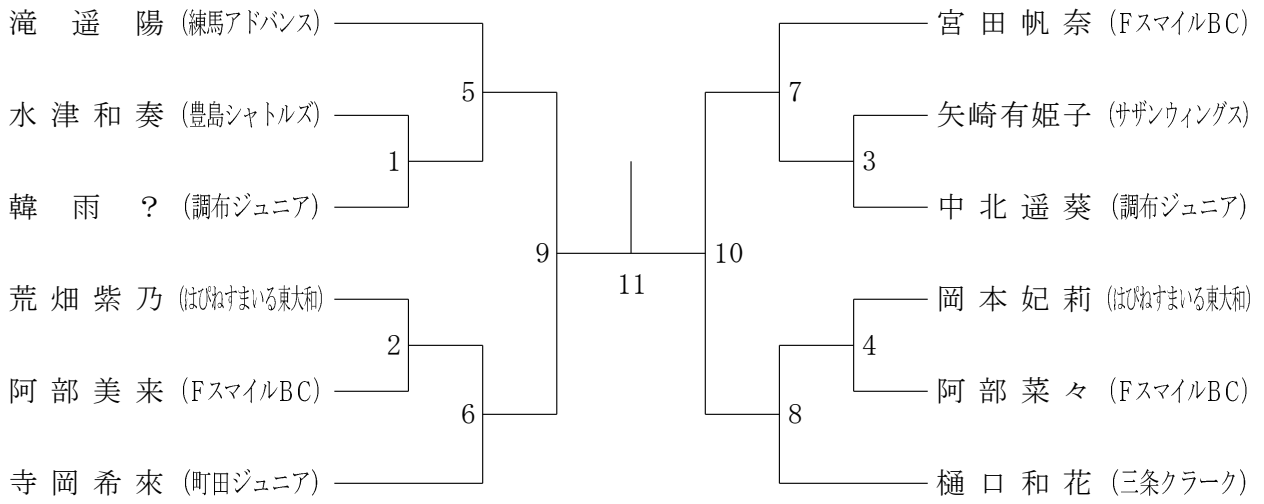 滝遥陽 (練馬アドバンス)
5
水津和奏 (豊島シャトルズ)
1
韓雨? (調布ジュニア)
9
荒畑紫乃 (はぴねすまいる東大和)
2
阿部美来 (FスマイルBC)
6
寺岡希來 (町田ジュニア)
11
宮田帆奈 (FスマイルBC)
7
矢崎有姫子 (サザンウィングス)
3
中北遥葵 (調布ジュニア)
10
岡本妃莉 (はぴねすまいる東大和)
4
阿部菜々 (FスマイルBC)
8
樋口和花 (三条クラーク)